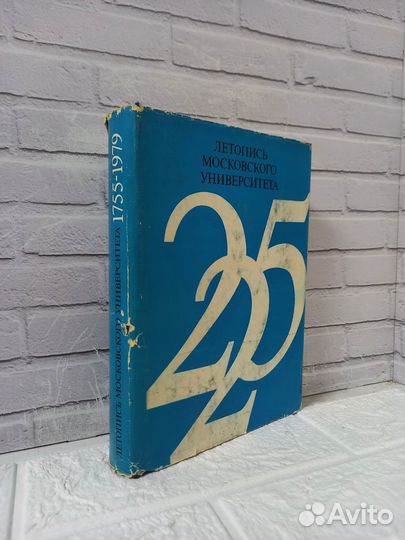 ЛЕТОПИСЬ
МОСКОВСКОГО
УНИВЕРСИТЕТА
225
ЛЕТОПИСЬ МОСКОВСКОГО УНИВЕРСИТЕТА 1755-1979
Avito